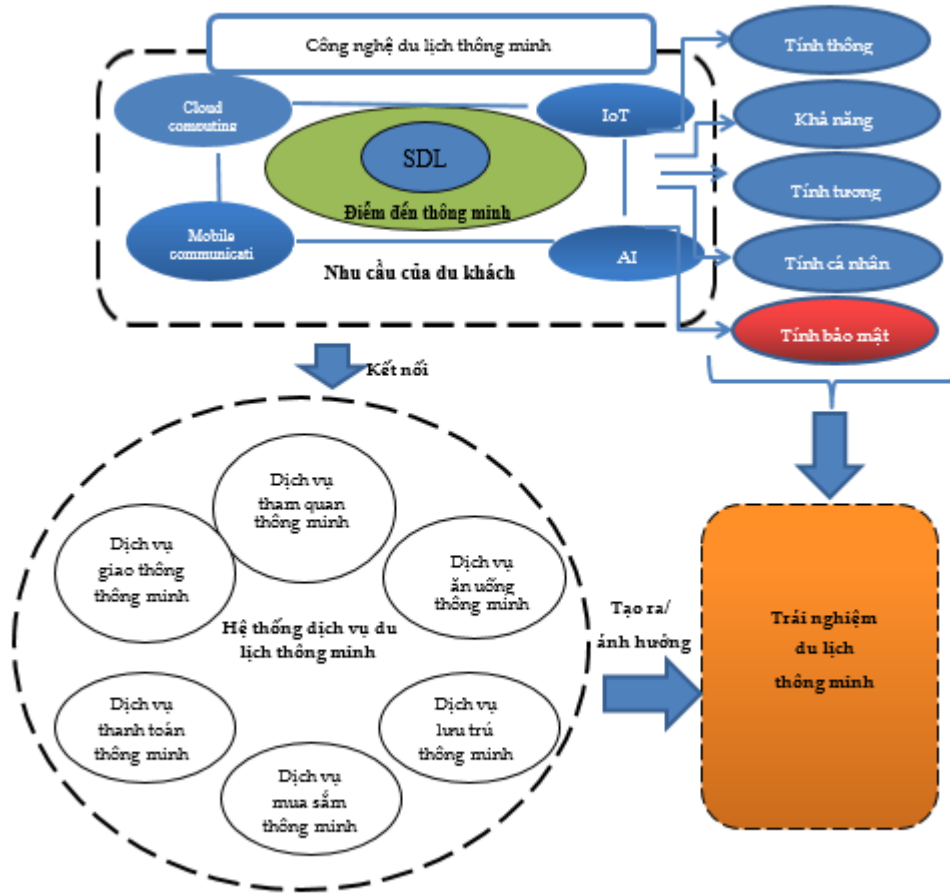 Công nghệ du lịch thông minh
Cloud
computing
IoT
SDL
Điểm đến thông minh
Mobile
communicati
AI
Nhu cầu của du khách
Tính thông
Khả năng
Tính tương
Tính cá nhân
Tính bảo mật
Kết nối
Dịch vụ
tham quan
thông minh
Dịch vụ
giao thông
thông minh
Dịch vụ
ăn uống
thông minh
Hệ thống dịch vụ du
lịch thông minh
Dịch vụ
thanh toán
thông minh
Dịch vụ
lưu trú
thông minh
Dịch vụ
mua sắm
thông minh
Tạo ra/
ảnh hưởng
Trải nghiệm
du lịch
thông minh